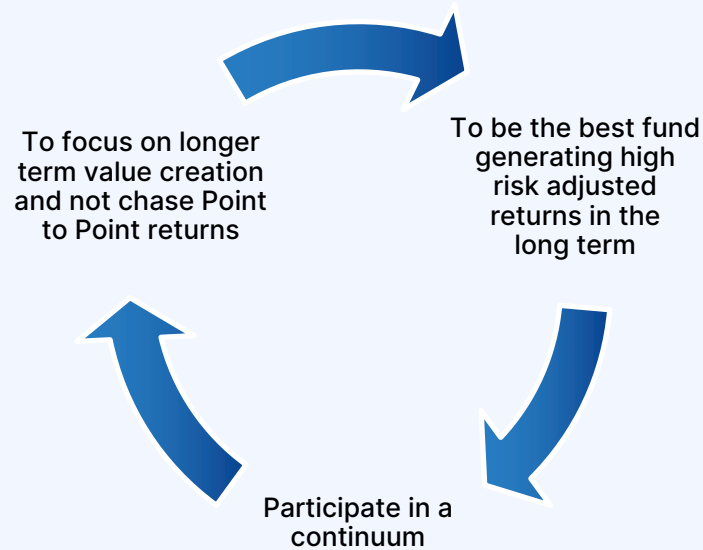 To focus on longer
term value creation
and not chase Point
to Point returns
To be the best fund
generating high
risk adjusted
returns in the
long term
Participate in a
continuum